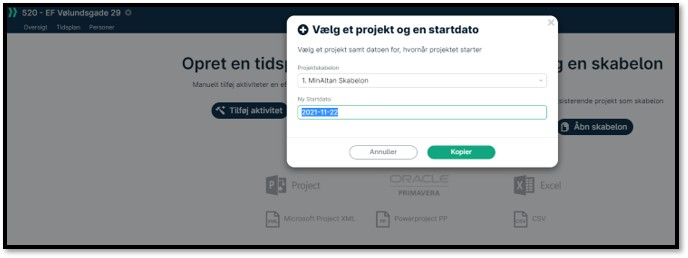 520 - EF Vølundsgade 29
Oversigt Tidsplan Personer
Vælg et projekt og en startdato
Vælg et projekt samt datoen for, hvornår projektet starter
Projektskabelon
1. MinAltan Skabelon
Ny Startdato
2021-11-22
Annuller Kopier
Opret en tidsp
g en skabelon
Manuelt tilføj aktiviteter en ef
sisterende projekt som skabelon
Tilføj aktivitet
Åbn skabelon
Project
ORACLE
PRIMAVERA
Excel
Microsoft Project XML
Powerproject PP
CSV